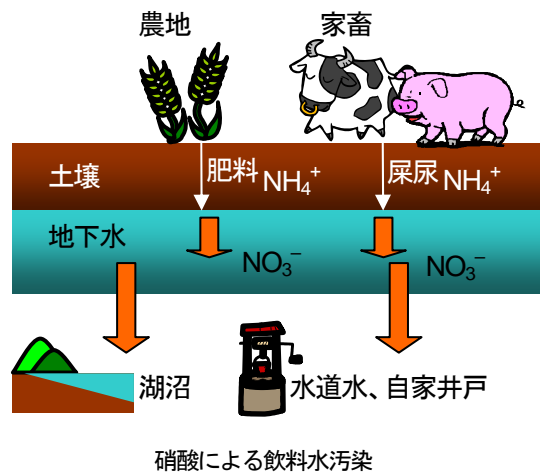 農地
家畜
土壌
肥料 NH₄⁺
屎尿 NH₄⁺
地下水
NO₃⁻
NO₃⁻
湖沼
水道水、自家井戸
硝酸による飲料水汚染